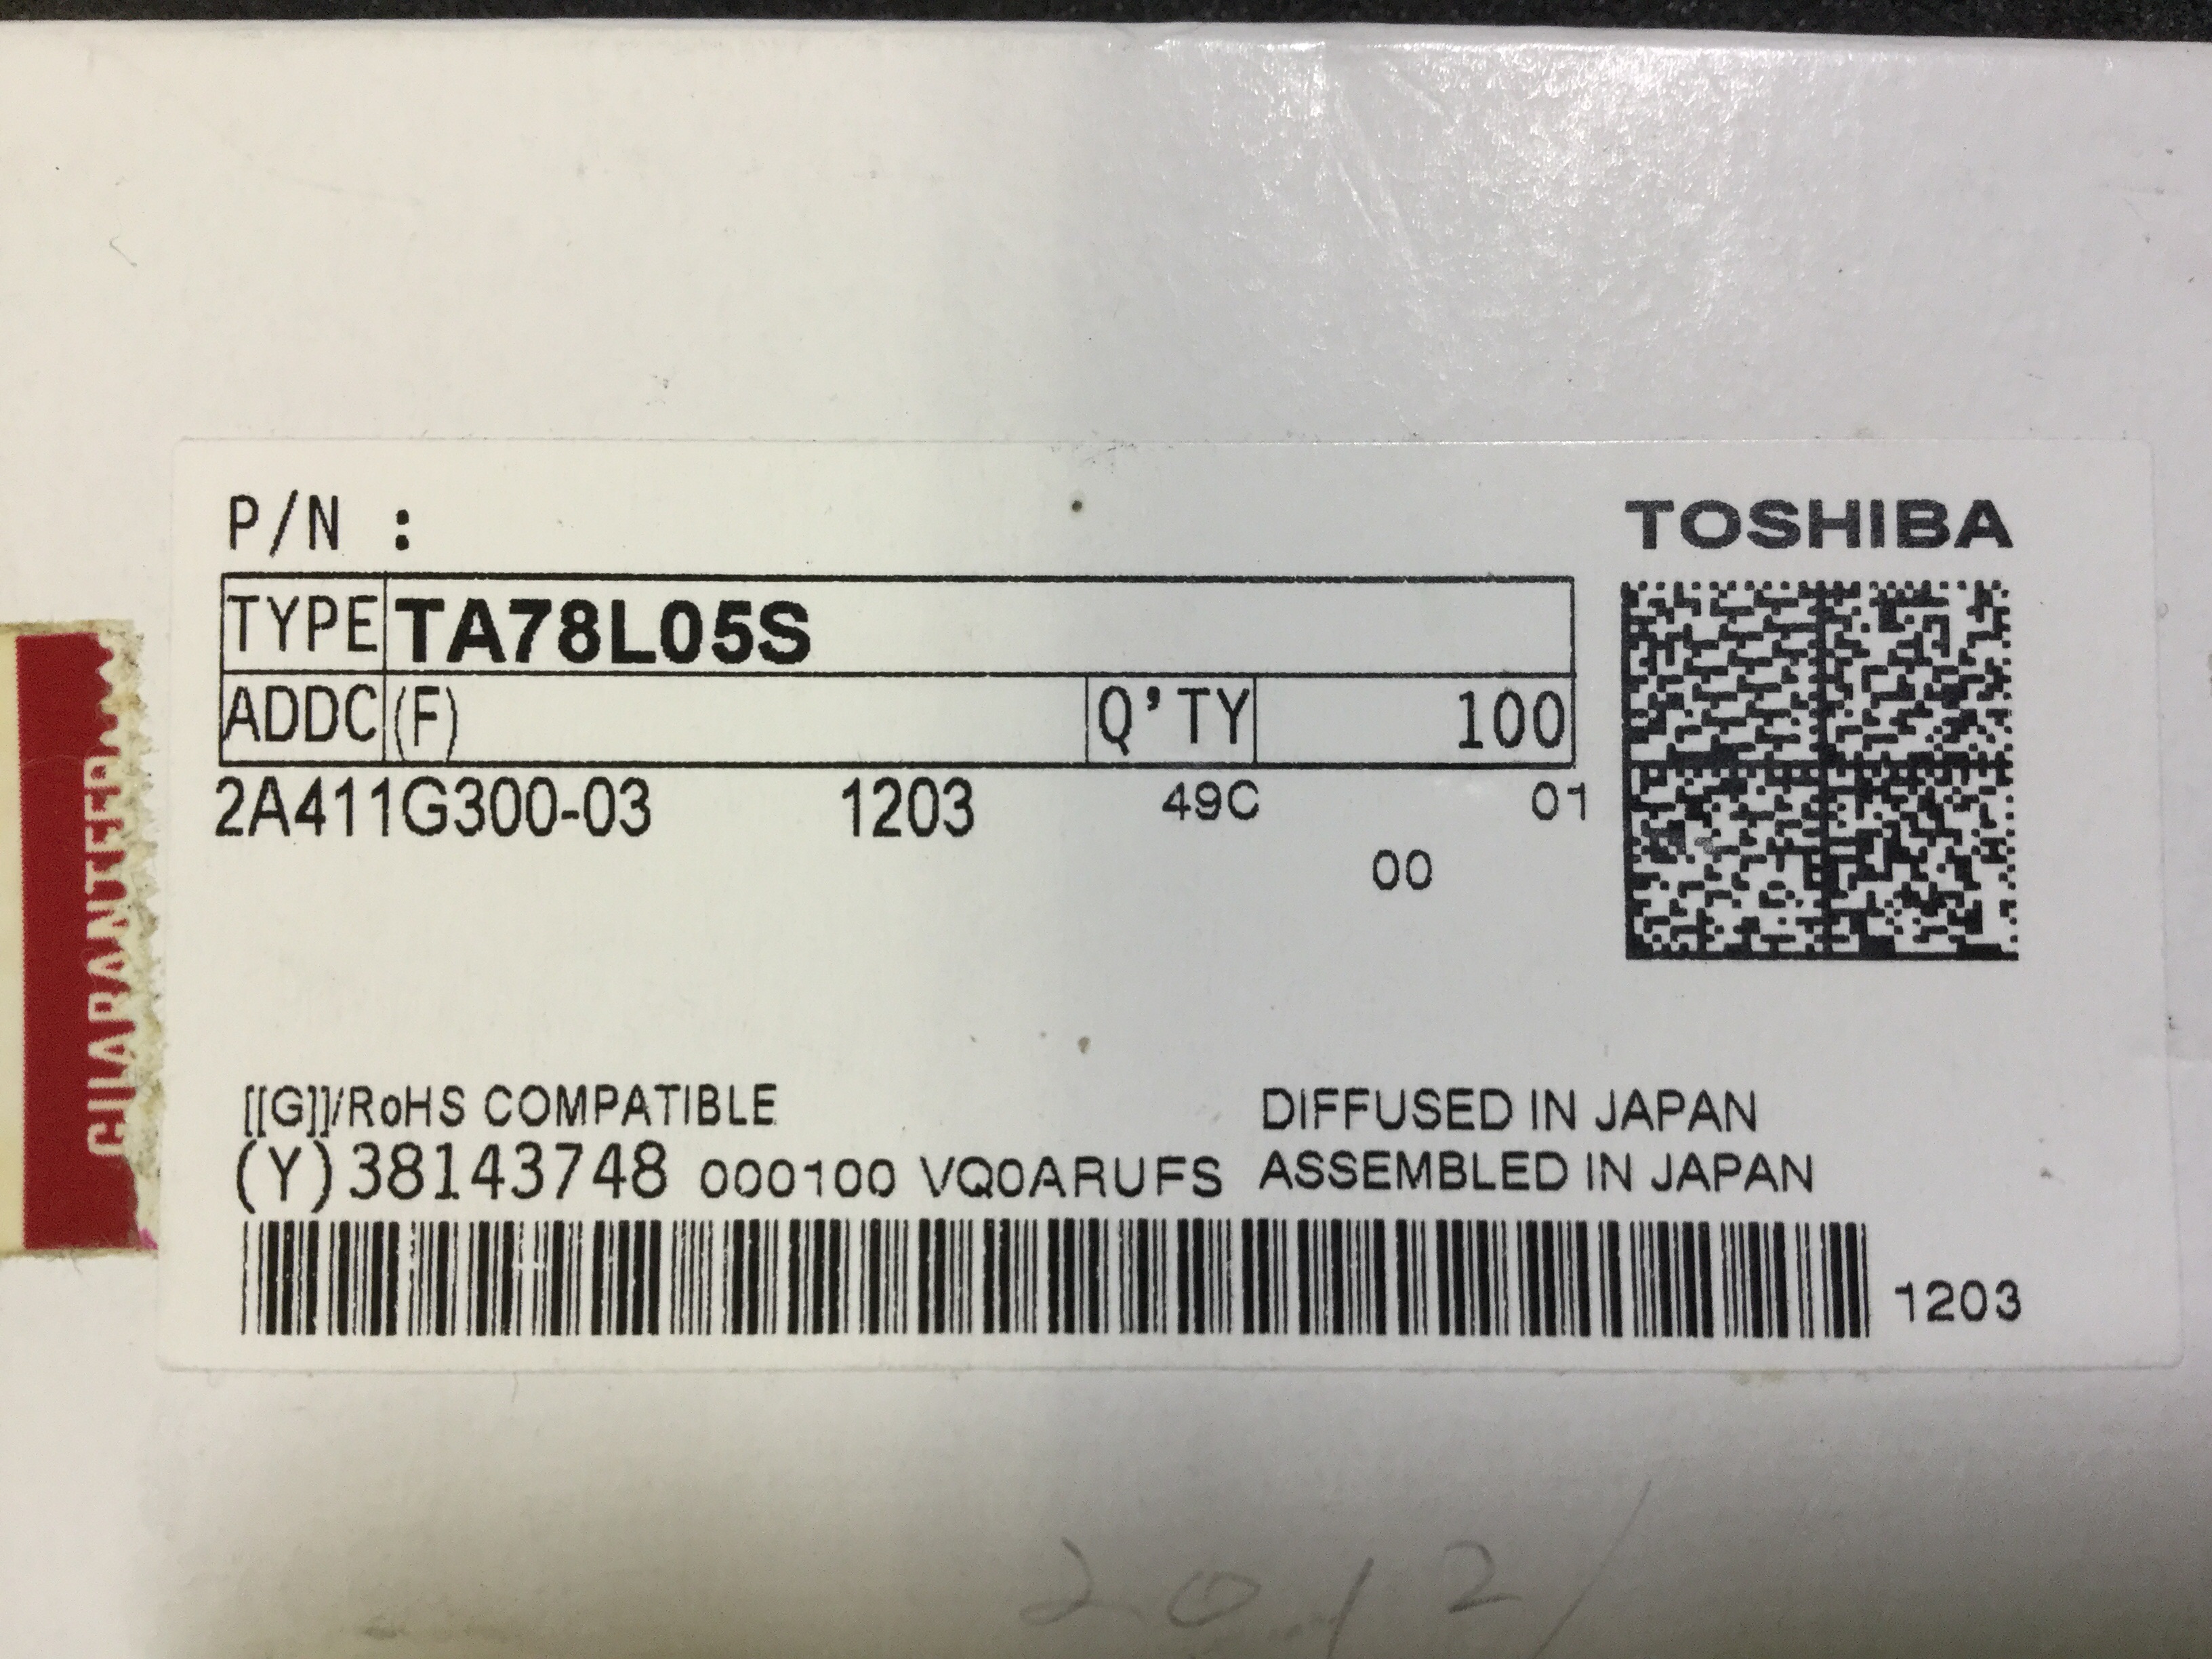 P/N :
TOSHIBA
TYPE TA78L05S
ADDC (F) Q'TY 100
2A411G300-03 1203 49C 01
00
GUARANTEED
[[G]]/RoHS COMPATIBLE
DIFFUSED IN JAPAN
(Y)38143748 000100 VQ0ARUFS
ASSEMBLED IN JAPAN
1203
2012/